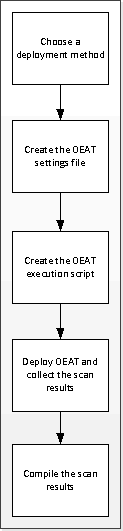 Choose a
deployment method
Create the OEAT
settings file
Create the OEAT
execution script
Deploy OEAT and
collect the scan
results
Compile the scan
results